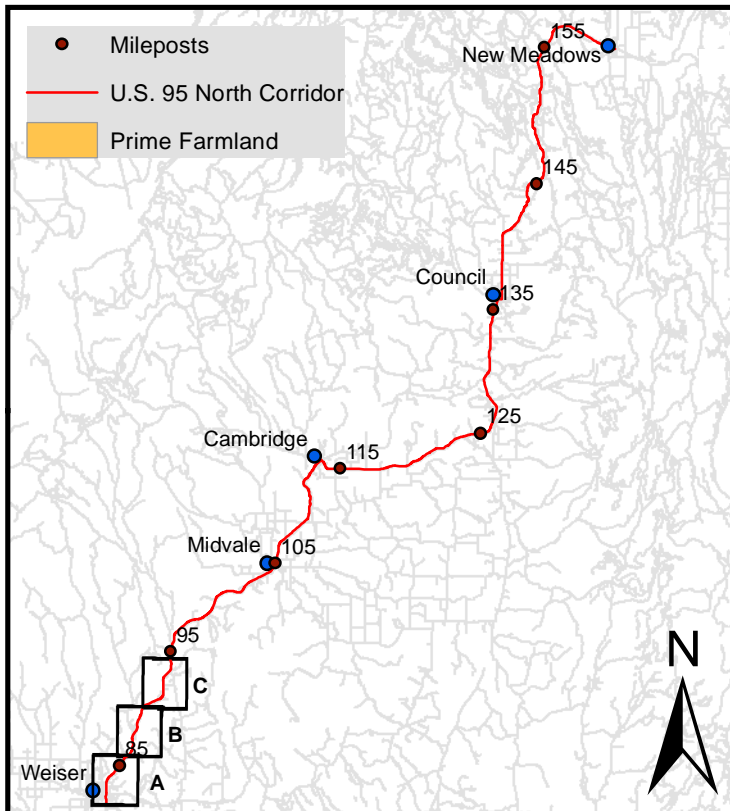 Mileposts
U.S. 95 North Corridor
Prime Farmland
155
New Meadows
145
Council
135
125
Cambridge
115
Midvale
105
95
C
B
85
Weiser
A
N